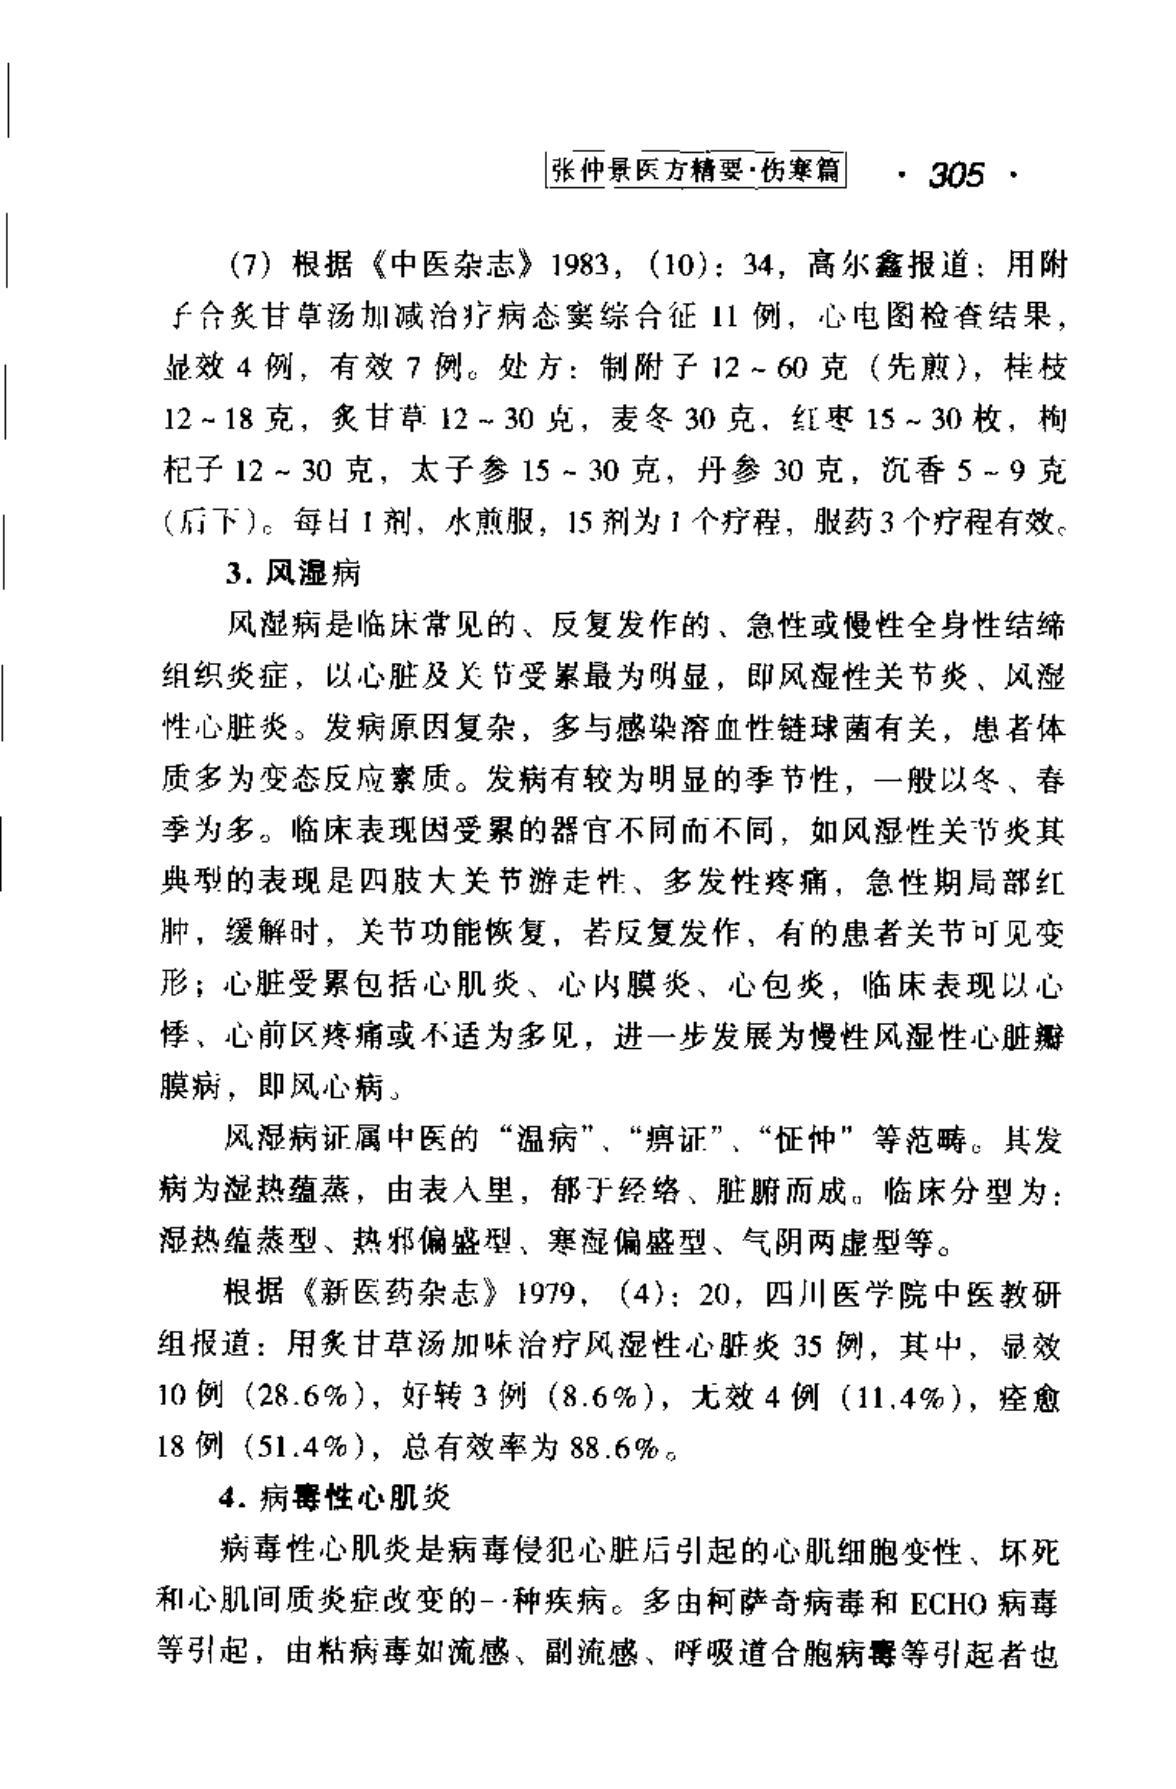 张仲景医方精要·伤寒篇 · 305 ·
(7) 根据《中医杂志》1983，(10)：34，高尔鑫报道：用附
子合炙甘草汤加减治疗病态窦综合征 11 例，心电图检查结果，
显效 4 例，有效 7 例。处方：制附子 12～60 克（先煎），桂枝
12～18 克，炙甘草 12～30 克，麦冬 30 克，红枣 15～30 枚，枸
杞子 12～30 克，太子参 15～30 克，丹参 30 克，沉香 5～9 克
（后下）。每日 1 剂，水煎服，15 剂为 1 个疗程，服药 3 个疗程有效。
3. 风湿病
风湿病是临床常见的、反复发作的、急性或慢性全身性结缔
组织炎症，以心脏及关节受累最为明显，即风湿性关节炎、风湿
性心脏炎。发病原因复杂，多与感染溶血性链球菌有关，患者体
质多为变态反应素质。发病有较为明显的季节性，一般以冬、春
季为多。临床表现因受累的器官不同而不同，如风湿性关节炎其
典型的表现是四肢大关节游走性、多发性疼痛，急性期局部红
肿，缓解时，关节功能恢复，若反复发作，有的患者关节可见变
形；心脏受累包括心肌炎、心内膜炎、心包炎，临床表现以心
悸、心前区疼痛或不适为多见，进一步发展为慢性风湿性心脏瓣
膜病，即风心病。
风湿病证属中医的“温病”、“痹证”、“怔忡”等范畴。其发
病为湿热蕴蒸，由表入里，郁于经络、脏腑而成。临床分型为：
湿热蕴蒸型、热邪偏盛型、寒湿偏盛型、气阴两虚型等。
根据《新医药杂志》1979，(4)：20，四川医学院中医教研
组报道：用炙甘草汤加味治疗风湿性心脏炎 35 例，其中，显效
10 例（28.6%），好转 3 例（8.6%），无效 4 例（11.4%），痊愈
18 例（51.4%），总有效率为 88.6%。
4. 病毒性心肌炎
病毒性心肌炎是病毒侵犯心脏后引起的心肌细胞变性、坏死
和心肌间质炎症改变的一种疾病。多由柯萨奇病毒和 ECHO 病毒
等引起，由粘病毒如流感、副流感、呼吸道合胞病毒等引起者也